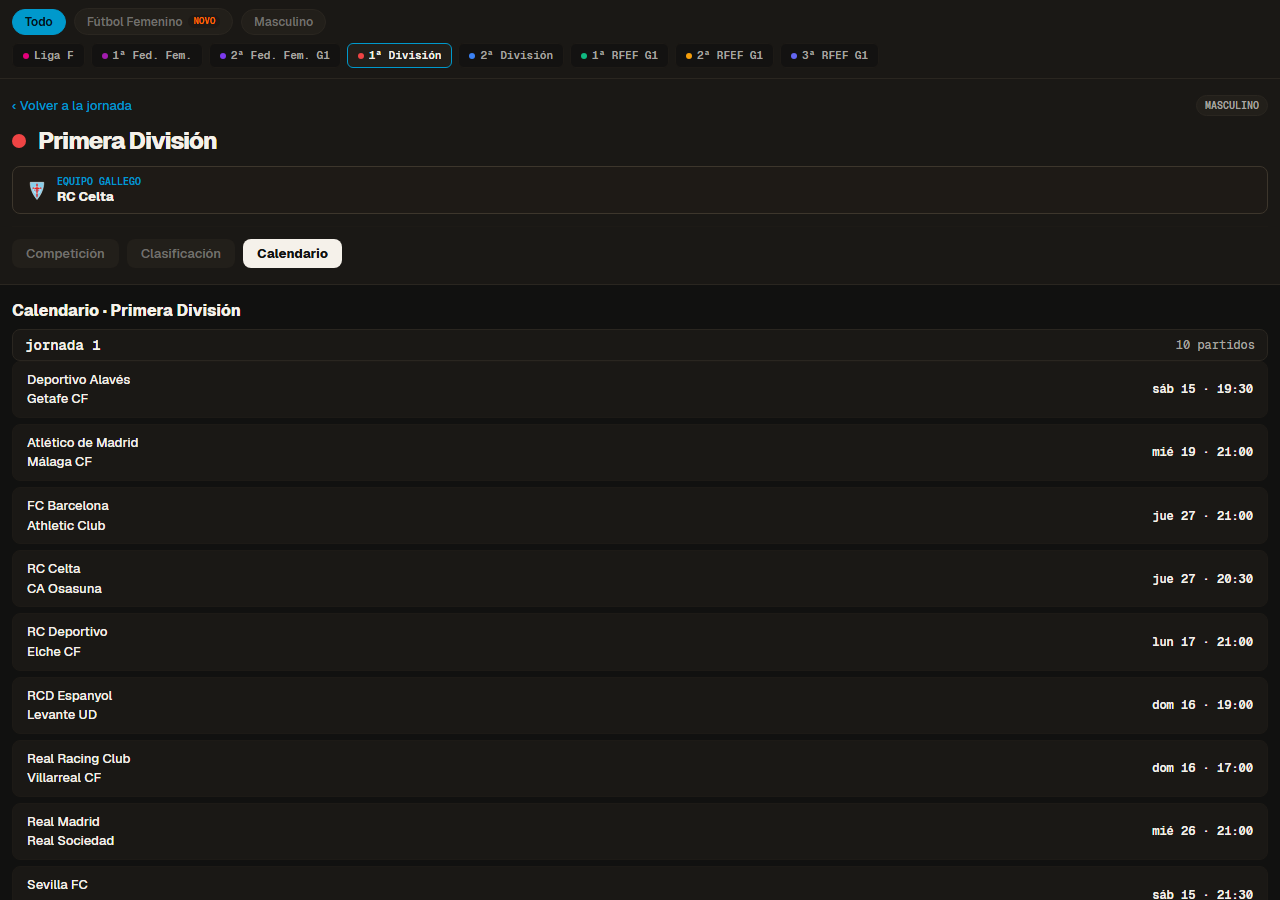 Todo
Fútbol Femenino NOVO
Masculino
Liga F
1ª Fed. Fem.
2ª Fed. Fem. G1
1ª División
2ª División
1ª RFEF G1
2ª RFEF G1
3ª RFEF G1
‹ Volver a la jornada
MASCULINO
Primera División
EQUIPO GALLEGO
RC Celta
Competición
Clasificación
Calendario
Calendario · Primera División
jornada 1
10 partidos
Deportivo Alavés
Getafe CF
sáb 15 · 19:30
Atlético de Madrid
Málaga CF
mié 19 · 21:00
FC Barcelona
Athletic Club
jue 27 · 21:00
RC Celta
CA Osasuna
jue 27 · 20:30
RC Deportivo
Elche CF
lun 17 · 21:00
RCD Espanyol
Levante UD
dom 16 · 19:00
Real Racing Club
Villarreal CF
dom 16 · 17:00
Real Madrid
Real Sociedad
mié 26 · 21:00
Sevilla FC
sáb 15 · 21:30